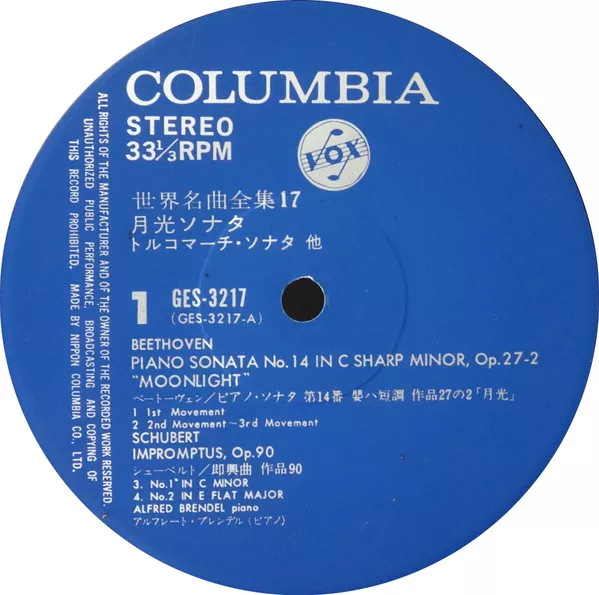 COLUMBIA
STEREO
33⅓RPM
VOX
世界名曲全集17
月光ソナタ
トルコマーチ・ソナタ 他
1
GES-3217
(GES-3217-A)
BEETHOVEN
PIANO SONATA No.14 IN C SHARP MINOR, Op.27-2
"MOONLIGHT"
ベートーヴェン/ピアノ・ソナタ 第14番 嬰ハ短調 作品27の2「月光」
1 1st Movement
2 2nd Movement ~ 3rd Movement
SCHUBERT
IMPROMPTUS, Op.90
シューベルト/即興曲 作品90
3. No.1 IN C MINOR
4. No.2 IN E FLAT MAJOR
ALFRED BRENDEL piano
アルフレート・ブレンデル(ピアノ)
ALL RIGHTS OF THE MANUFACTURER AND OF THE OWNER OF THE RECORDED WORK RESERVED.
UNAUTHORIZED PUBLIC PERFORMANCE, BROADCASTING AND COPYING OF
THIS RECORD PROHIBITED. MADE BY NIPPON COLUMBIA CO., LTD.